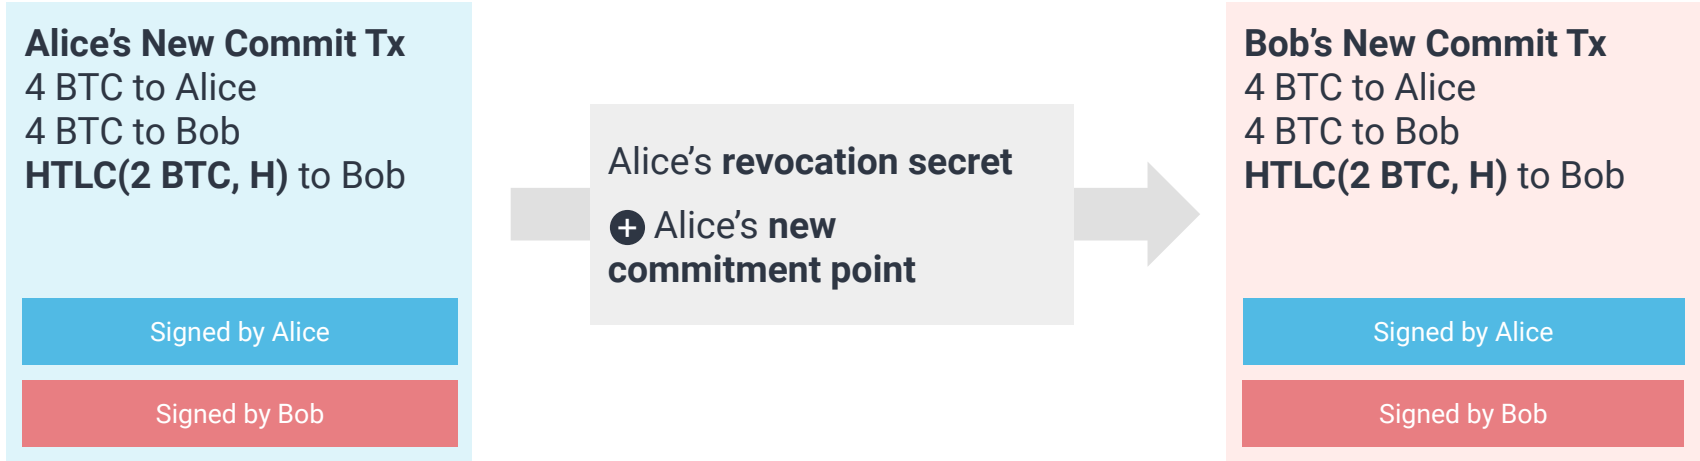 Alice’s New Commit Tx
4 BTC to Alice
4 BTC to Bob
HTLC(2 BTC, H) to Bob
Signed by Alice
Signed by Bob
Alice’s revocation secret
+ Alice’s new
commitment point
Bob’s New Commit Tx
4 BTC to Alice
4 BTC to Bob
HTLC(2 BTC, H) to Bob
Signed by Alice
Signed by Bob